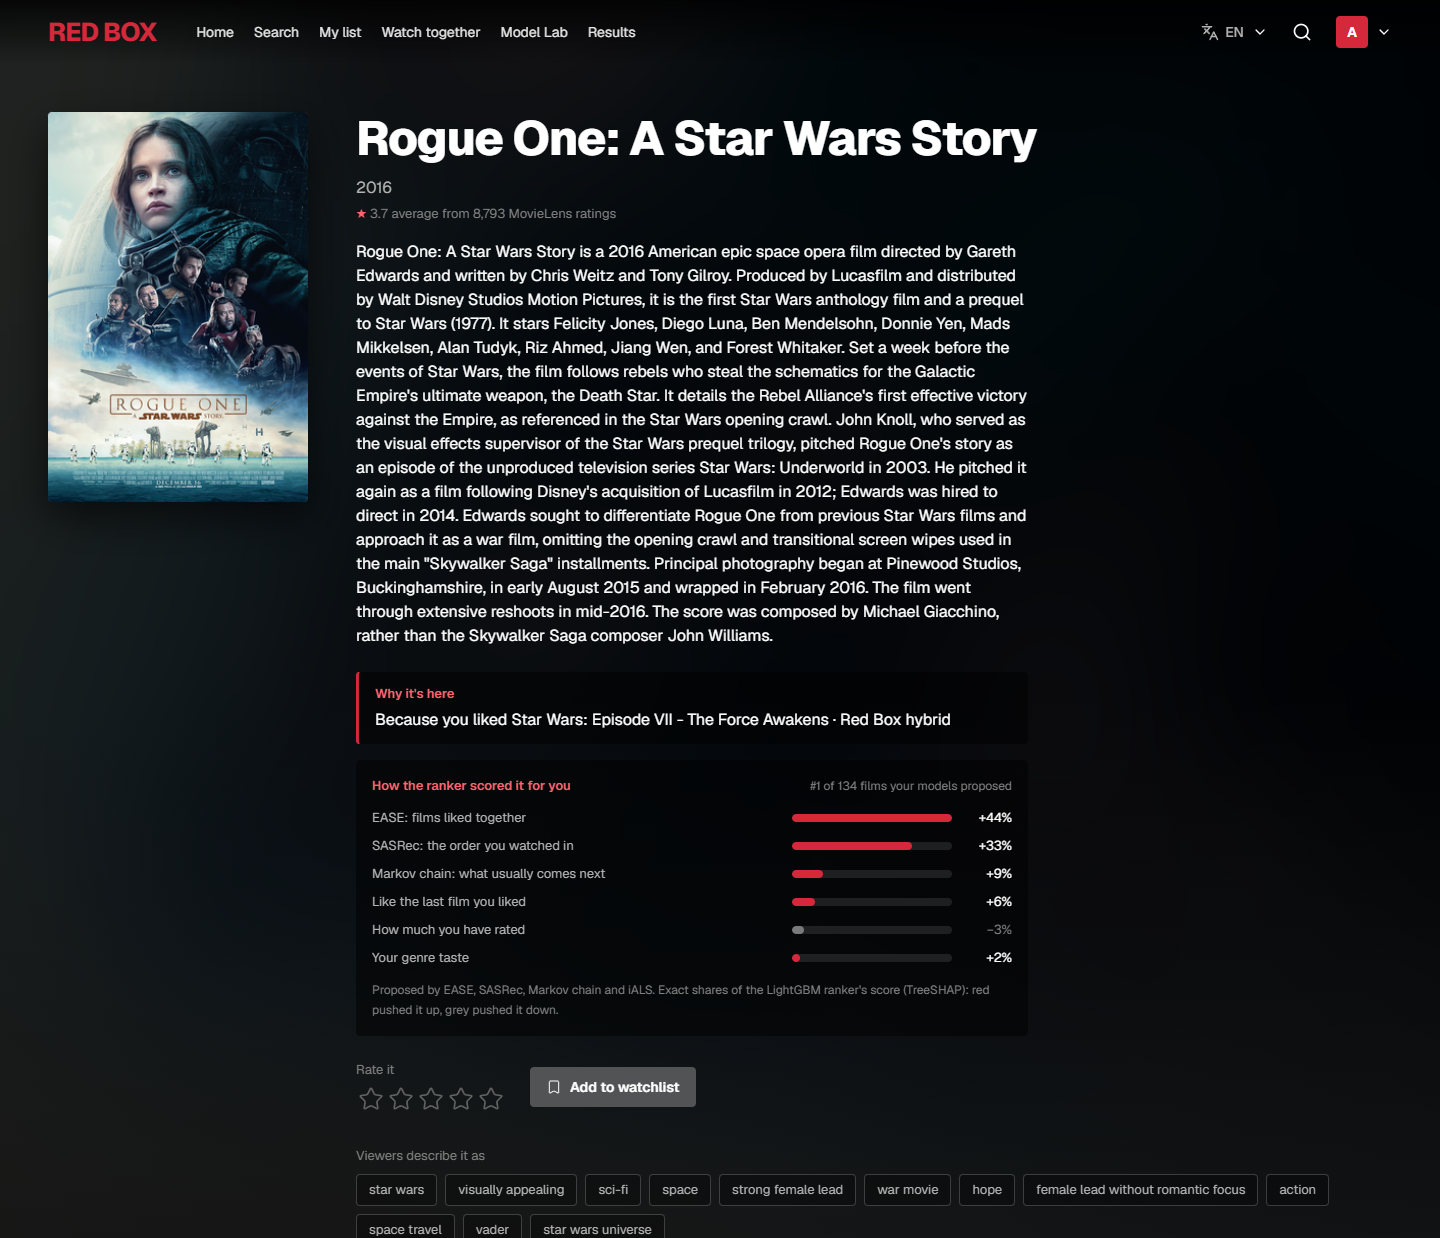 RED BOX
Home
Search
My list
Watch together
Model Lab
Results
EN
A
ROGUE ONE
A STAR WARS STORY
DECEMBER 16
Rogue One: A Star Wars Story
2016
★ 3.7 average from 8,793 MovieLens ratings
Rogue One: A Star Wars Story is a 2016 American epic space opera film directed by Gareth
Edwards and written by Chris Weitz and Tony Gilroy. Produced by Lucasfilm and distributed
by Walt Disney Studios Motion Pictures, it is the first Star Wars anthology film and a prequel
to Star Wars (1977). It stars Felicity Jones, Diego Luna, Ben Mendelsohn, Donnie Yen, Mads
Mikkelsen, Alan Tudyk, Riz Ahmed, Jiang Wen, and Forest Whitaker. Set a week before the
events of Star Wars, the film follows rebels who steal the schematics for the Galactic
Empire's ultimate weapon, the Death Star. It details the Rebel Alliance's first effective victory
against the Empire, as referenced in the Star Wars opening crawl. John Knoll, who served as
the visual effects supervisor of the Star Wars prequel trilogy, pitched Rogue One's story as
an episode of the unproduced television series Star Wars: Underworld in 2003. He pitched it
again as a film following Disney's acquisition of Lucasfilm in 2012; Edwards was hired to
direct in 2014. Edwards sought to differentiate Rogue One from previous Star Wars films and
approach it as a war film, omitting the opening crawl and transitional screen wipes used in
the main "Skywalker Saga" installments. Principal photography began at Pinewood Studios,
Buckinghamshire, in early August 2015 and wrapped in February 2016. The film went
through extensive reshoots in mid-2016. The score was composed by Michael Giacchino,
rather than the Skywalker Saga composer John Williams.
Why it's here
Because you liked Star Wars: Episode VII - The Force Awakens · Red Box hybrid
How the ranker scored it for you
#1 of 134 films your models proposed
EASE: films liked together +44%
SASRec: the order you watched in +33%
Markov chain: what usually comes next +9%
Like the last film you liked +6%
How much you have rated −3%
Your genre taste +2%
Proposed by EASE, SASRec, Markov chain and iALS. Exact shares of the LightGBM ranker's score (TreeSHAP): red
pushed it up, grey pushed it down.
Rate it
Add to watchlist
Viewers describe it as
star wars
visually appealing
sci-fi
space
strong female lead
war movie
hope
female lead without romantic focus
action
space travel
vader
star wars universe